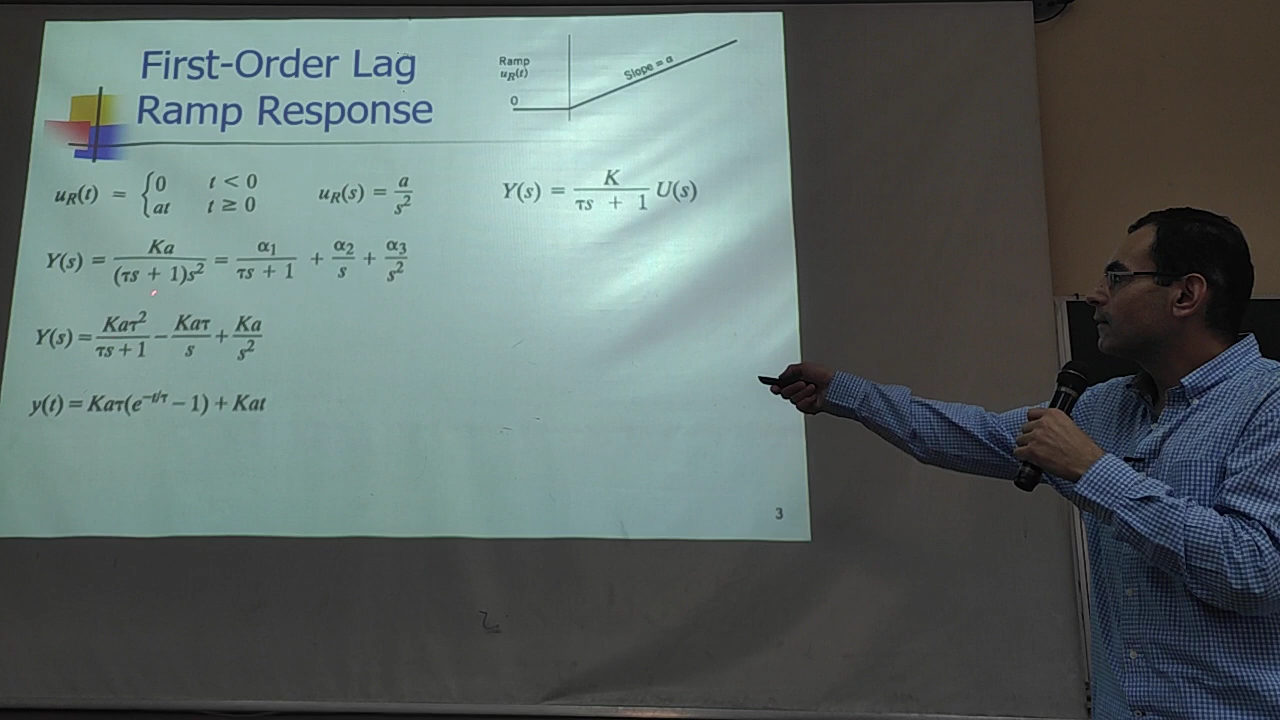 First-Order Lag
Ramp Response
Ramp
u_R(t)
0
Slope = a
u_R(t) = {0 t < 0
at t ≥ 0
u_R(s) = a/s²
Y(s) = K/(τs + 1) U(s)
Y(s) = Ka/((τs + 1)s²) = α₁/(τs + 1) + α₂/s + α₃/s²
Y(s) = Kaτ²/(τs + 1) − Kaτ/s + Ka/s²
y(t) = Kaτ(e^(−t/τ) − 1) + Kat
3